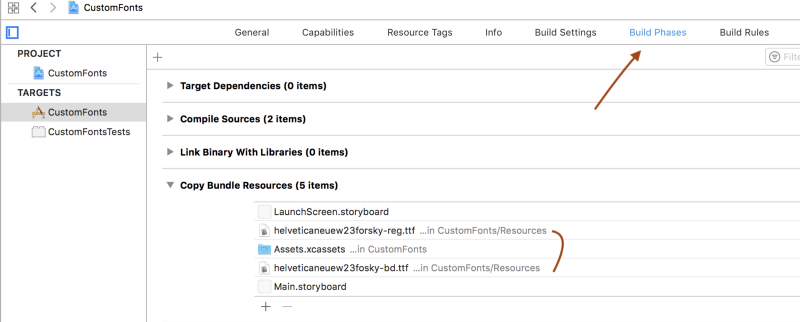 CustomFonts
General Capabilities Resource Tags Info Build Settings Build Phases Build Rules
PROJECT
CustomFonts
TARGETS
CustomFonts
CustomFontsTests
+ Filte
Target Dependencies (0 items)
Compile Sources (2 items)
Link Binary With Libraries (0 items)
Copy Bundle Resources (5 items)
LaunchScreen.storyboard
helveticaneuew23forsky-reg.ttf ...in CustomFonts/Resources
Assets.xcassets ...in CustomFonts
helveticaneuew23fosky-bd.ttf ...in CustomFonts/Resources
Main.storyboard
+ −